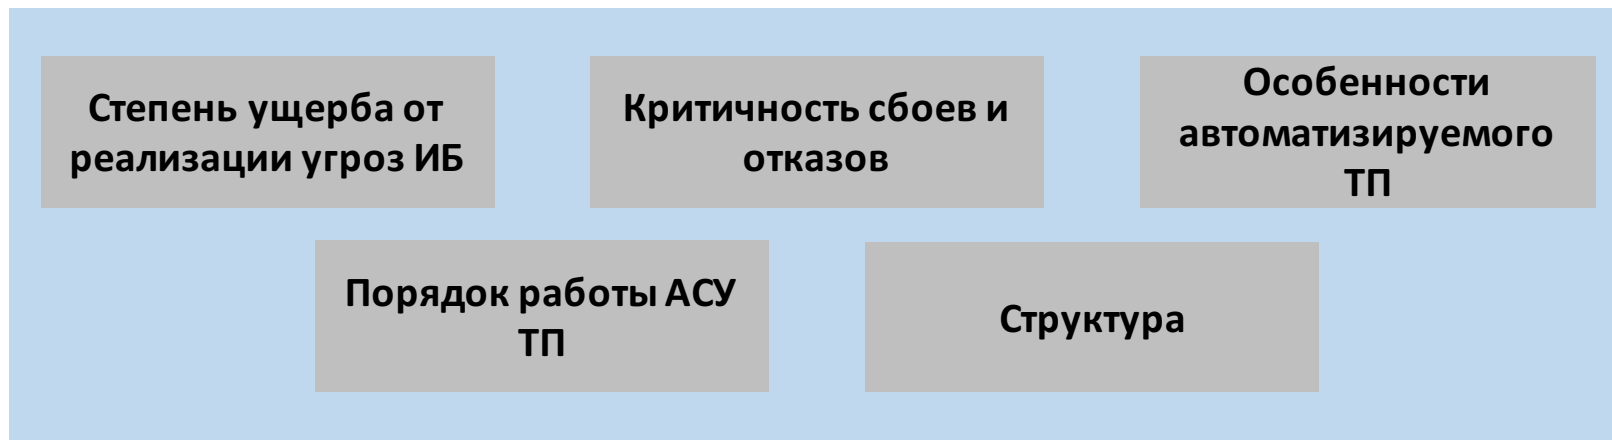 Степень ущерба от
реализации угроз ИБ
Критичность сбоев и
отказов
Особенности
автоматизируемого
ТП
Порядок работы АСУ
ТП
Структура